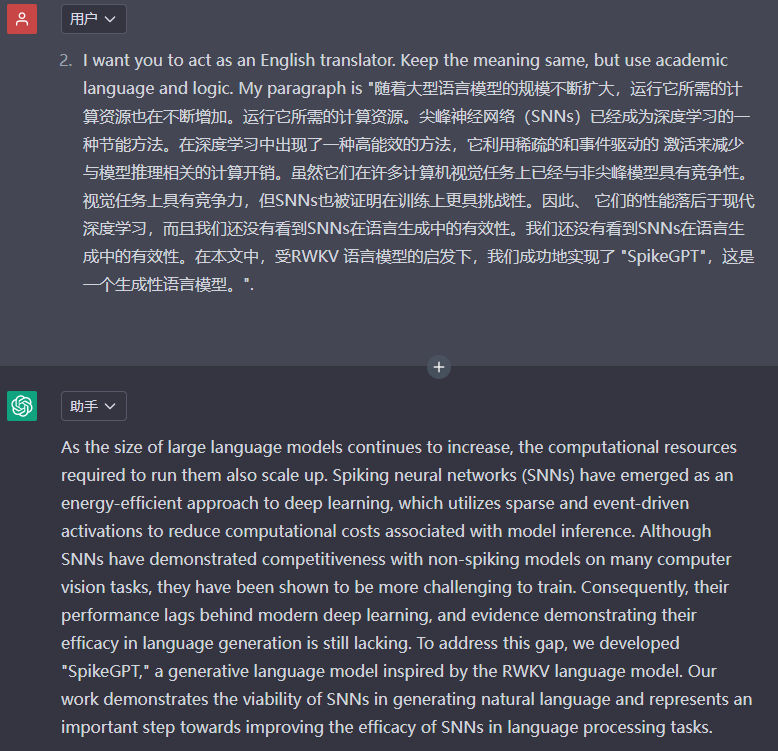 用户
2. I want you to act as an English translator. Keep the meaning same, but use academic
language and logic. My paragraph is "随着大型语言模型的规模不断扩大，运行它所需的计
算资源也在不断增加。运行它所需的计算资源。尖峰神经网络（SNNs）已经成为深度学习的一
种节能方法。在深度学习中出现了一种高能效的方法，它利用稀疏的和事件驱动的 激活来减少
与模型推理相关的计算开销。虽然它们在许多计算机视觉任务上已经与非尖峰模型具有竞争性。
视觉任务上具有竞争力，但SNNs也被证明在训练上更具挑战性。因此、 它们的性能落后于现代
深度学习，而且我们还没有看到SNNs在语言生成中的有效性。我们还没有看到SNNs在语言生
成中的有效性。在本文中，受RWKV 语言模型的启发下，我们成功地实现了 "SpikeGPT"，这是
一个生成性语言模型。".
助手
As the size of large language models continues to increase, the computational resources
required to run them also scale up. Spiking neural networks (SNNs) have emerged as an
energy-efficient approach to deep learning, which utilizes sparse and event-driven
activations to reduce computational costs associated with model inference. Although
SNNs have demonstrated competitiveness with non-spiking models on many computer
vision tasks, they have been shown to be more challenging to train. Consequently, their
performance lags behind modern deep learning, and evidence demonstrating their
efficacy in language generation is still lacking. To address this gap, we developed
"SpikeGPT," a generative language model inspired by the RWKV language model. Our
work demonstrates the viability of SNNs in generating natural language and represents an
important step towards improving the efficacy of SNNs in language processing tasks.